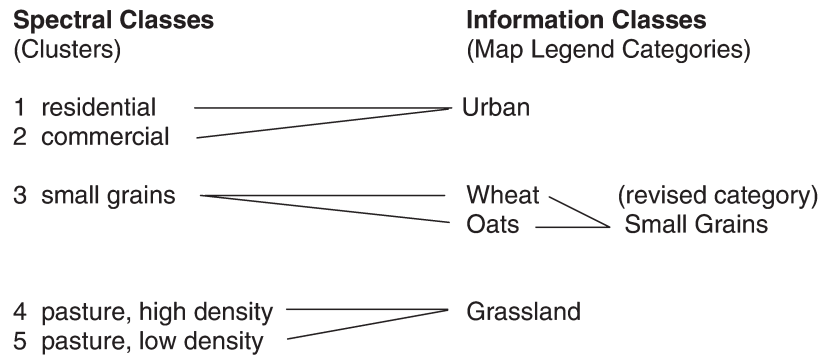 Spectral Classes Information Classes
(Clusters) (Map Legend Categories)
1 residential Urban
2 commercial
3 small grains Wheat (revised category)
Oats Small Grains
4 pasture, high density Grassland
5 pasture, low density